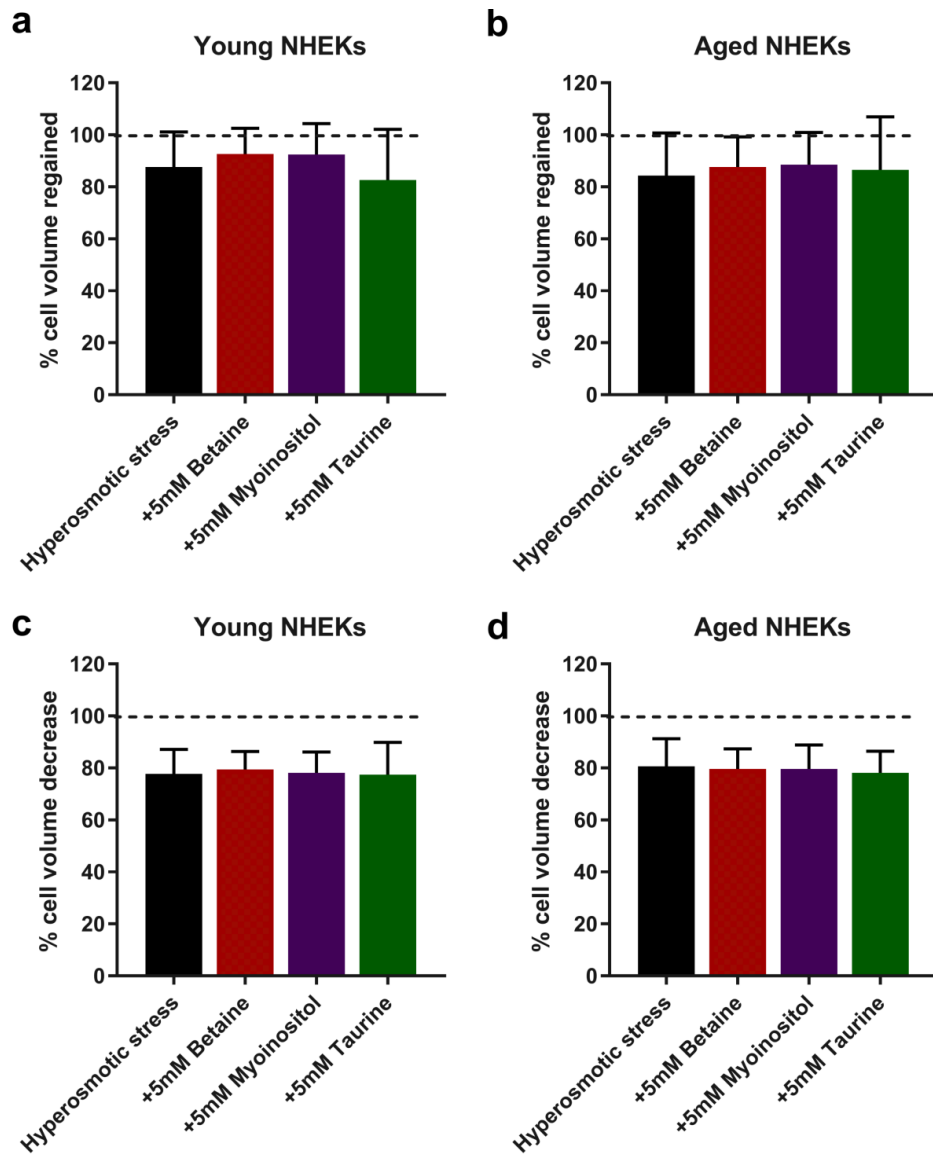 a
Young NHEKs
% cell volume regained
120
100
80
60
40
20
0
Hyperosmotic stress
+5mM Betaine
+5mM Myoinositol
+5mM Taurine
b
Aged NHEKs
% cell volume regained
120
100
80
60
40
20
0
Hyperosmotic stress
+5mM Betaine
+5mM Myoinositol
+5mM Taurine
c
Young NHEKs
% cell volume decrease
120
100
80
60
40
20
0
Hyperosmotic stress
+5mM Betaine
+5mM Myoinositol
+5mM Taurine
d
Aged NHEKs
% cell volume decrease
120
100
80
60
40
20
0
Hyperosmotic stress
+5mM Betaine
+5mM Myoinositol
+5mM Taurine